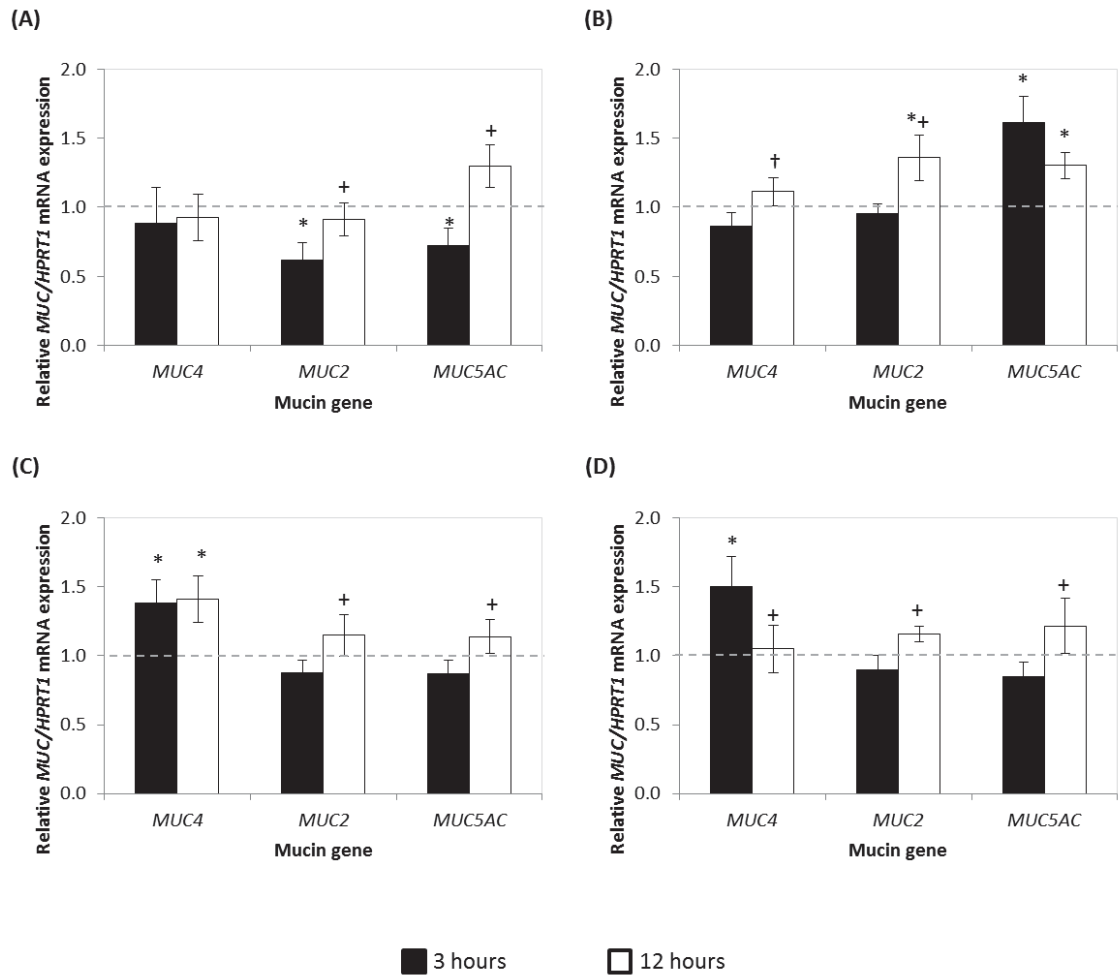 (A)
Relative MUC/HPRT1 mRNA expression
2.0
1.5
1.0
0.5
0.0
*
+
*
+
MUC4 MUC2 MUC5AC
Mucin gene
(B)
Relative MUC/HPRT1 mRNA expression
2.0
1.5
1.0
0.5
0.0
†
*+
*
*
MUC4 MUC2 MUC5AC
Mucin gene
(C)
Relative MUC/HPRT1 mRNA expression
2.0
1.5
1.0
0.5
0.0
*
*
+
+
MUC4 MUC2 MUC5AC
Mucin gene
(D)
Relative MUC/HPRT1 mRNA expression
2.0
1.5
1.0
0.5
0.0
*
+
+
+
MUC4 MUC2 MUC5AC
Mucin gene
3 hours 12 hours